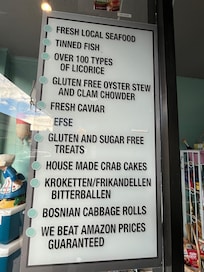 FRESH LOCAL SEAFOOD
TINNED FISH
OVER 100 TYPES
OF LICORICE
GLUTEN FREE OYSTER STEW
AND CLAM CHOWDER
FRESH CAVIAR
EFSE
GLUTEN AND SUGAR FREE
TREATS
HOUSE MADE CRAB CAKES
KROKETTEN/FRIKANDELLEN
BITTERBALLEN
BOSNIAN CABBAGE ROLLS
WE BEAT AMAZON PRICES
GUARANTEED